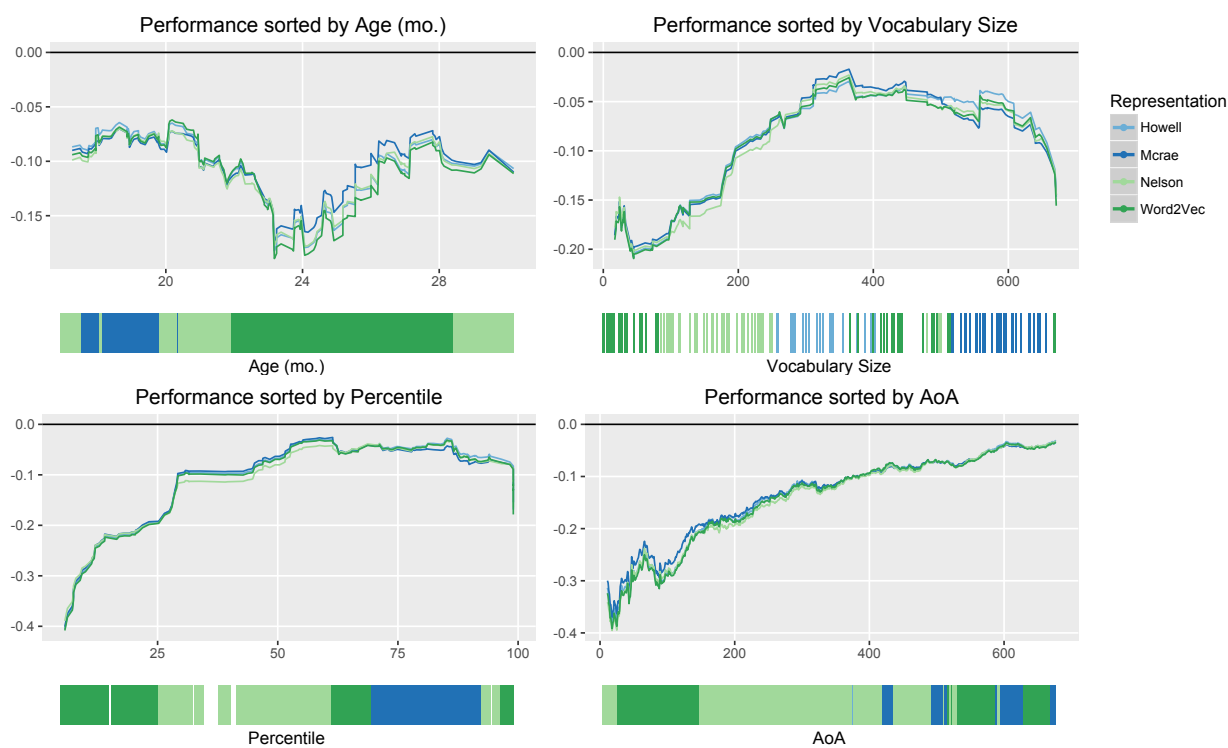 Performance sorted by Age (mo.)
0.00
-0.05
-0.10
-0.15
20
24
28
Age (mo.)
Performance sorted by Vocabulary Size
0.00
-0.05
-0.10
-0.15
-0.20
0
200
400
600
Vocabulary Size
Representation
Howell
Mcrae
Nelson
Word2Vec
Performance sorted by Percentile
0.0
-0.1
-0.2
-0.3
-0.4
25
50
75
100
Percentile
Performance sorted by AoA
0.0
-0.1
-0.2
-0.3
-0.4
0
200
400
600
AoA